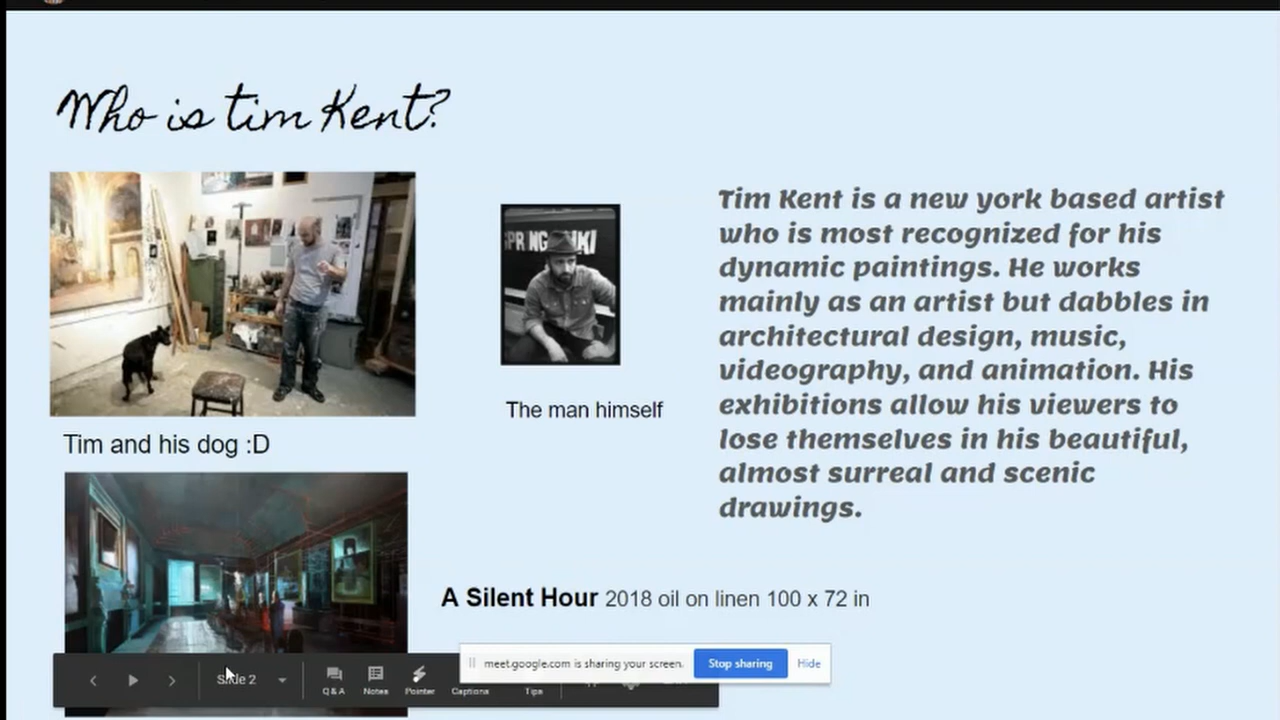 Who is tim Kent?
Tim Kent is a new york based artist
who is most recognized for his
dynamic paintings. He works
mainly as an artist but dabbles in
architectural design, music,
videography, and animation. His
exhibitions allow his viewers to
lose themselves in his beautiful,
almost surreal and scenic
drawings.
The man himself
Tim and his dog :D
A Silent Hour 2018 oil on linen 100 x 72 in
meet.google.com is sharing your screen.
Stop sharing
Hide
Slide 2
Q & A
Notes
Pointer
Captions
Tips